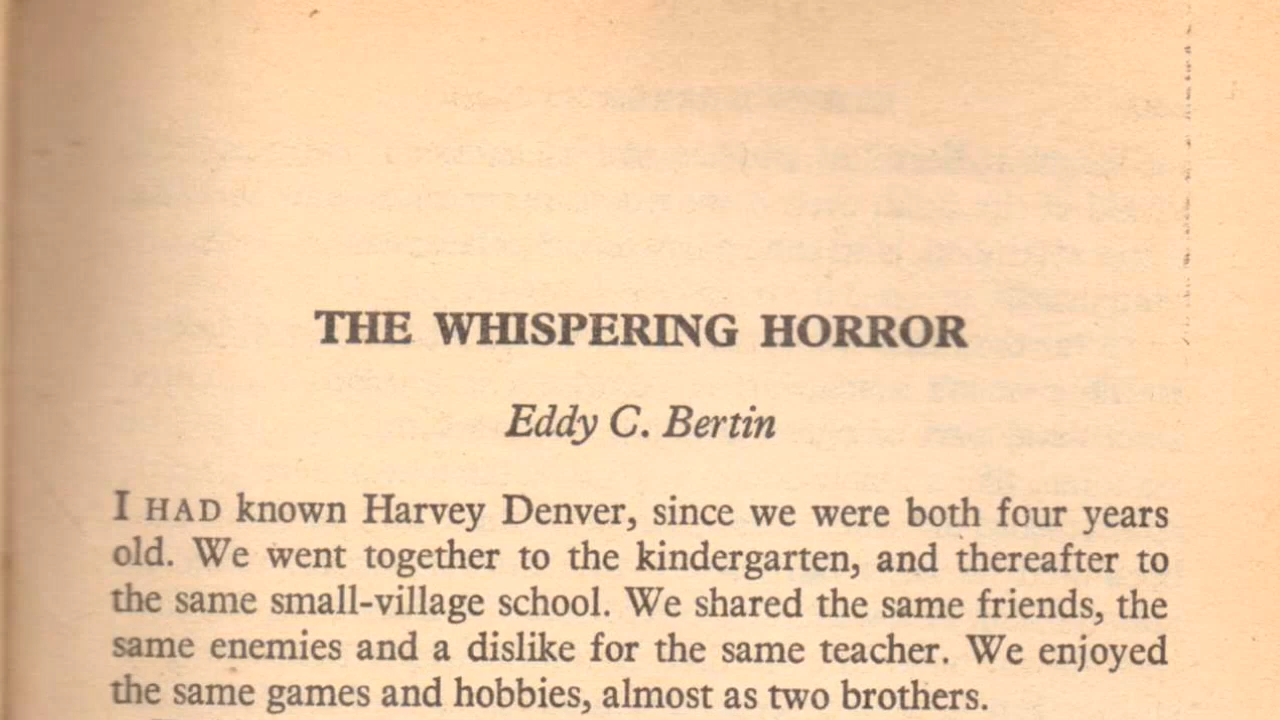 THE WHISPERING HORROR
Eddy C. Bertin
I HAD known Harvey Denver, since we were both four years
old. We went together to the kindergarten, and thereafter to
the same small-village school. We shared the same friends, the
same enemies and a dislike for the same teacher. We enjoyed
the same games and hobbies, almost as two brothers.